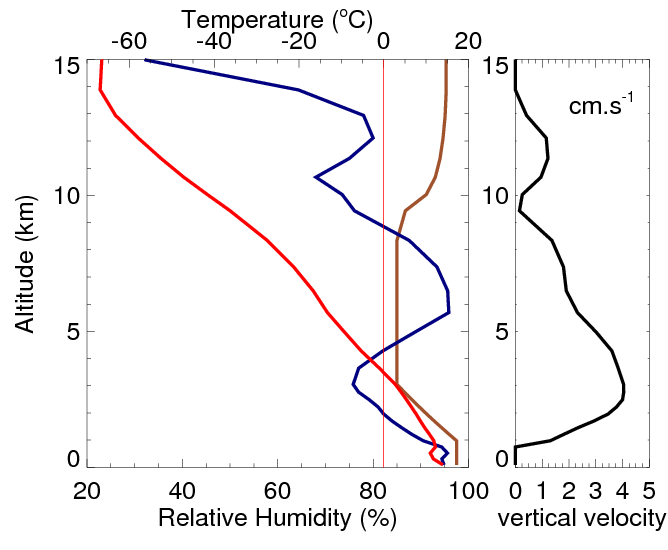 Temperature (°C)
-60 -40 -20 0 20
15 15
cm.s⁻¹
10 10
Altitude (km)
5 5
0 0
20 40 60 80 100 0 1 2 3 4 5
Relative Humidity (%) vertical velocity